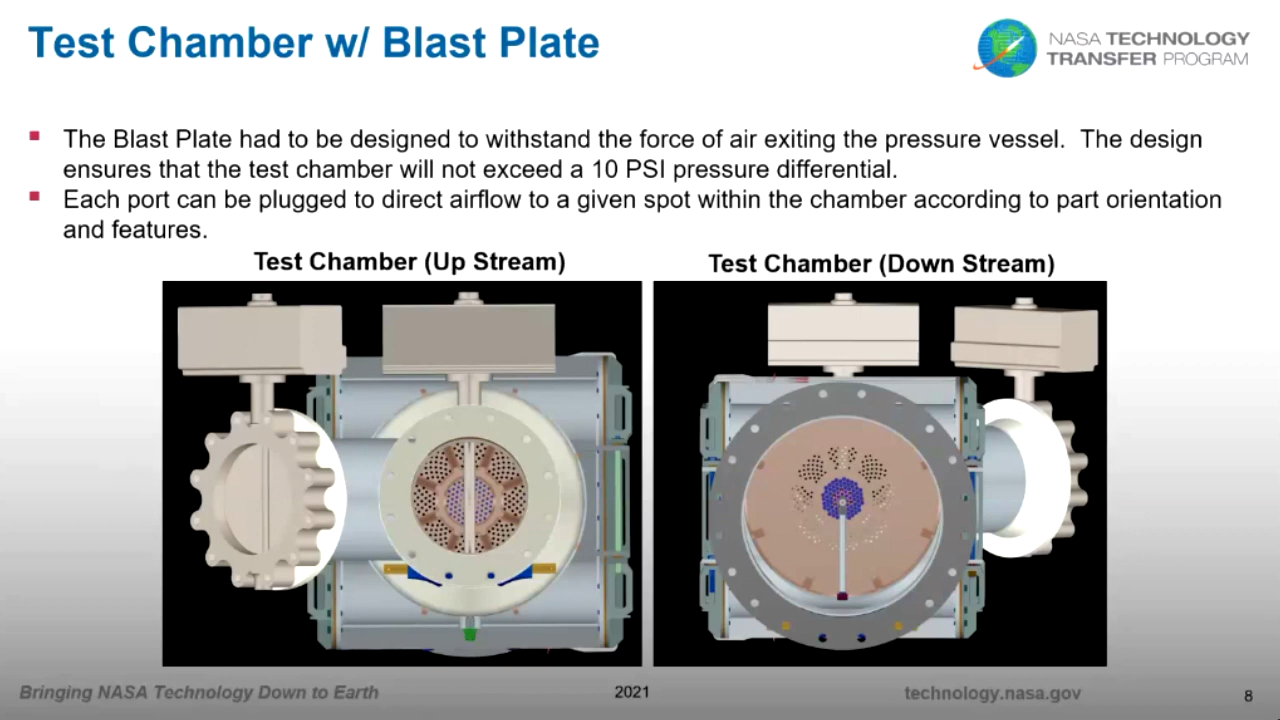 Test Chamber w/ Blast Plate
NASA TECHNOLOGY
TRANSFER PROGRAM
The Blast Plate had to be designed to withstand the force of air exiting the pressure vessel. The design
ensures that the test chamber will not exceed a 10 PSI pressure differential.
Each port can be plugged to direct airflow to a given spot within the chamber according to part orientation
and features.
Test Chamber (Up Stream)
Test Chamber (Down Stream)
Bringing NASA Technology Down to Earth
2021
technology.nasa.gov
8